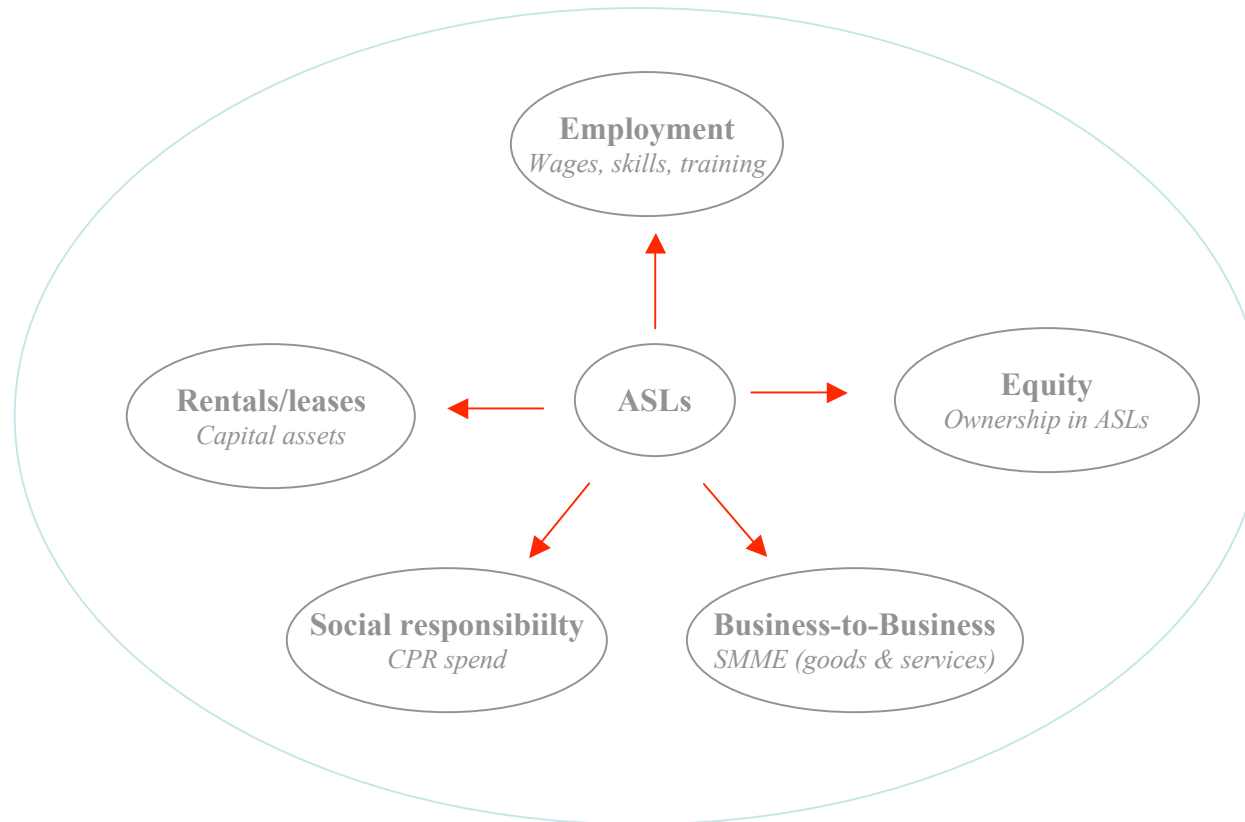 Employment
Wages, skills, training
Rentals/leases
Capital assets
ASLs
Equity
Ownership in ASLs
Social responsibiilty
CPR spend
Business-to-Business
SMME (goods & services)